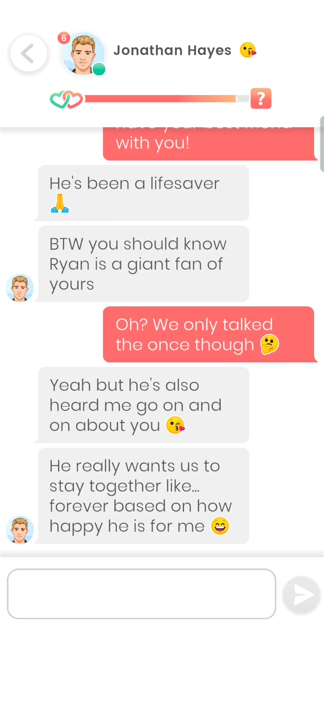 6
Jonathan Hayes 😘
?
with you!
He's been a lifesaver
🙏
BTW you should know
Ryan is a giant fan of
yours
Oh? We only talked
the once though 🤔
Yeah but he's also
heard me go on and
on about you 😘
He really wants us to
stay together like...
forever based on how
happy he is for me 😄